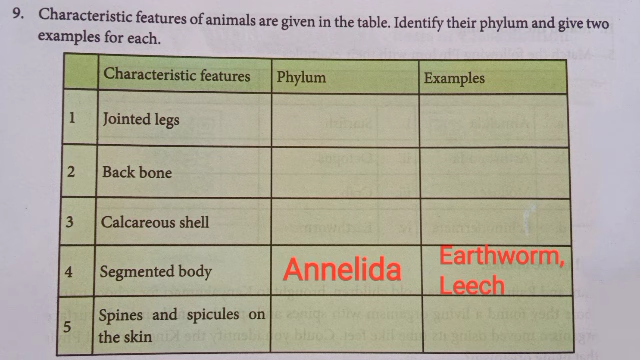 9. Characteristic features of animals are given in the table. Identify their phylum and give two
examples for each.
Characteristic features Phylum Examples
1 Jointed legs
2 Back bone
3 Calcareous shell
4 Segmented body Annelida Earthworm,
Leech
5 Spines and spicules on
the skin